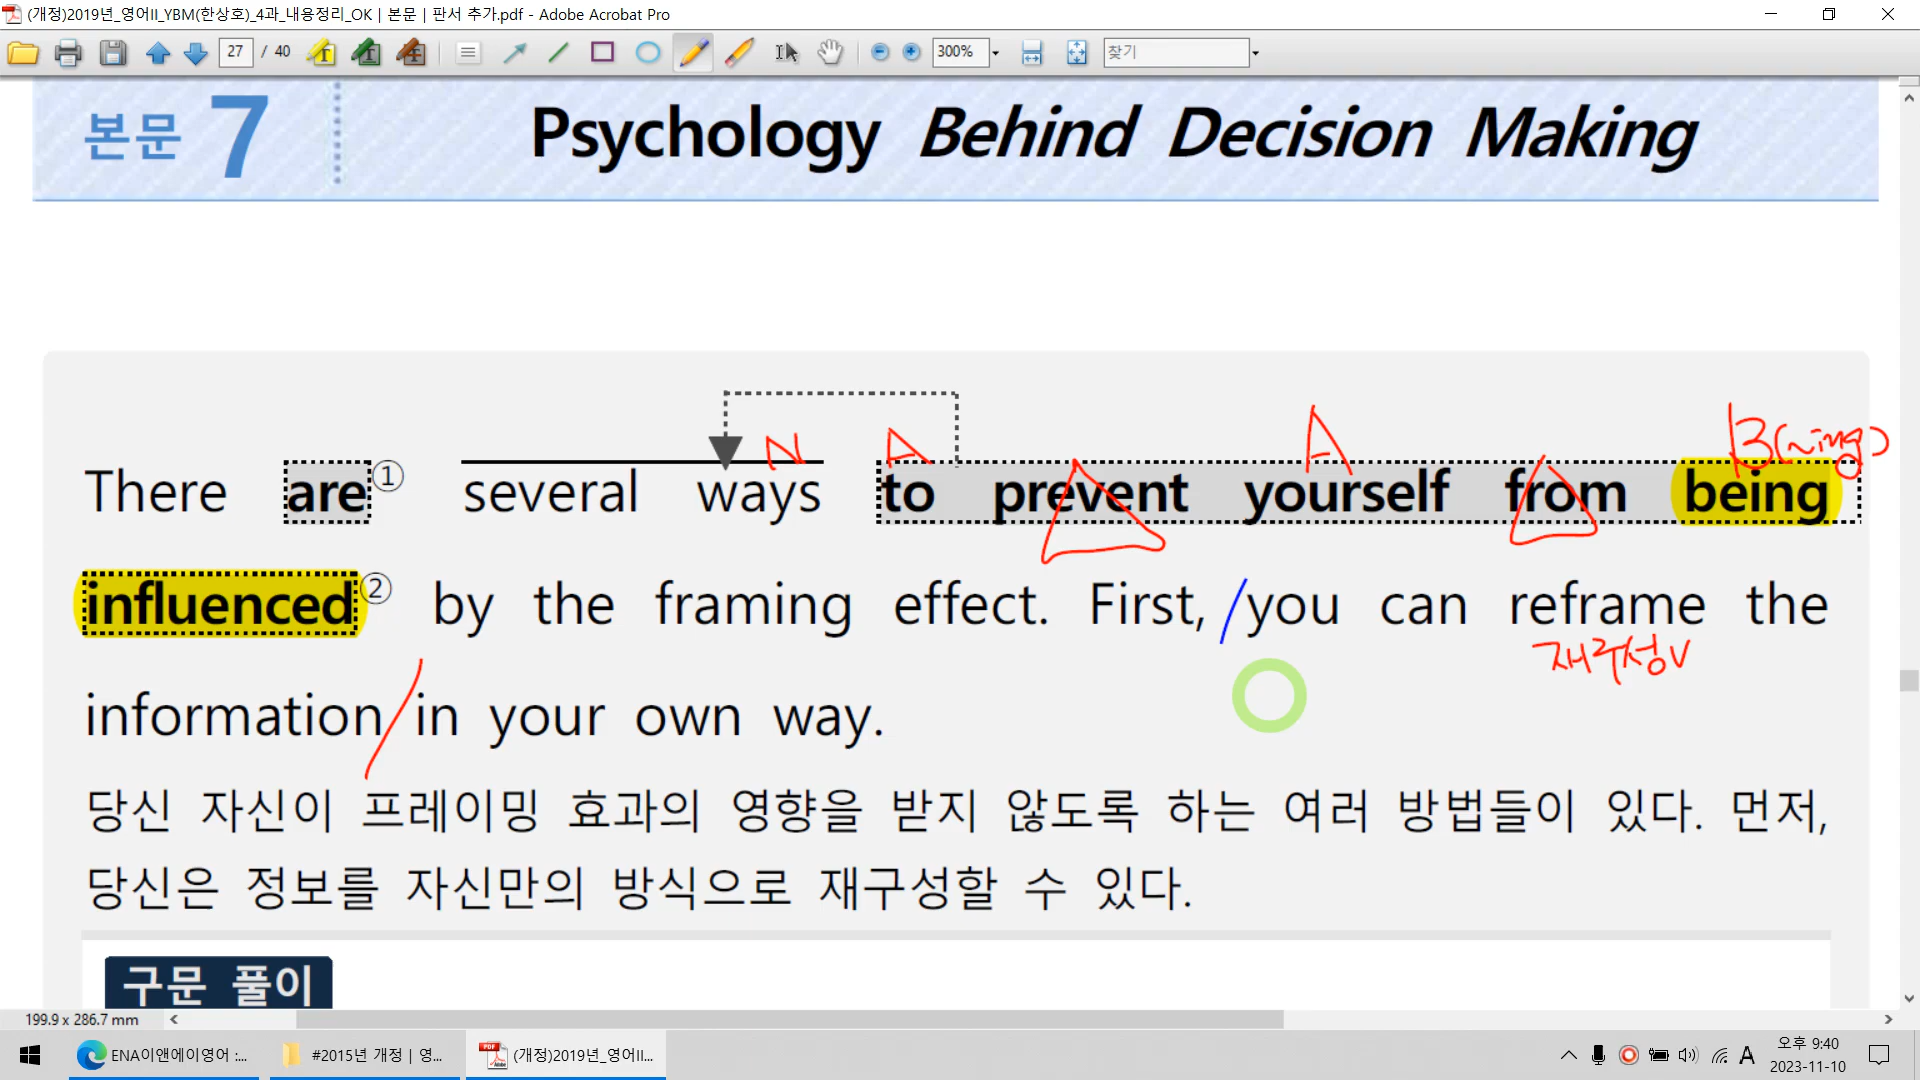 (개정)2019년_영어II_YBM(한상호)_4과_내용정리_OK | 본문 | 판서 추가.pdf - Adobe Acrobat Pro
27 / 40 300% 찾기
본문 7 Psychology Behind Decision Making
N A A B(~ing)
There are① several ways to prevent yourself from being
influenced② by the framing effect. First, you can reframe the
재구성V
information in your own way.
당신 자신이 프레이밍 효과의 영향을 받지 않도록 하는 여러 방법들이 있다. 먼저,
당신은 정보를 자신만의 방식으로 재구성할 수 있다.
구문 풀이
199.9 x 286.7 mm
ENA이앤에이영어 :... #2015년 개정 | 영... (개정)2019년_영어II... A 오후 9:40
2023-11-10